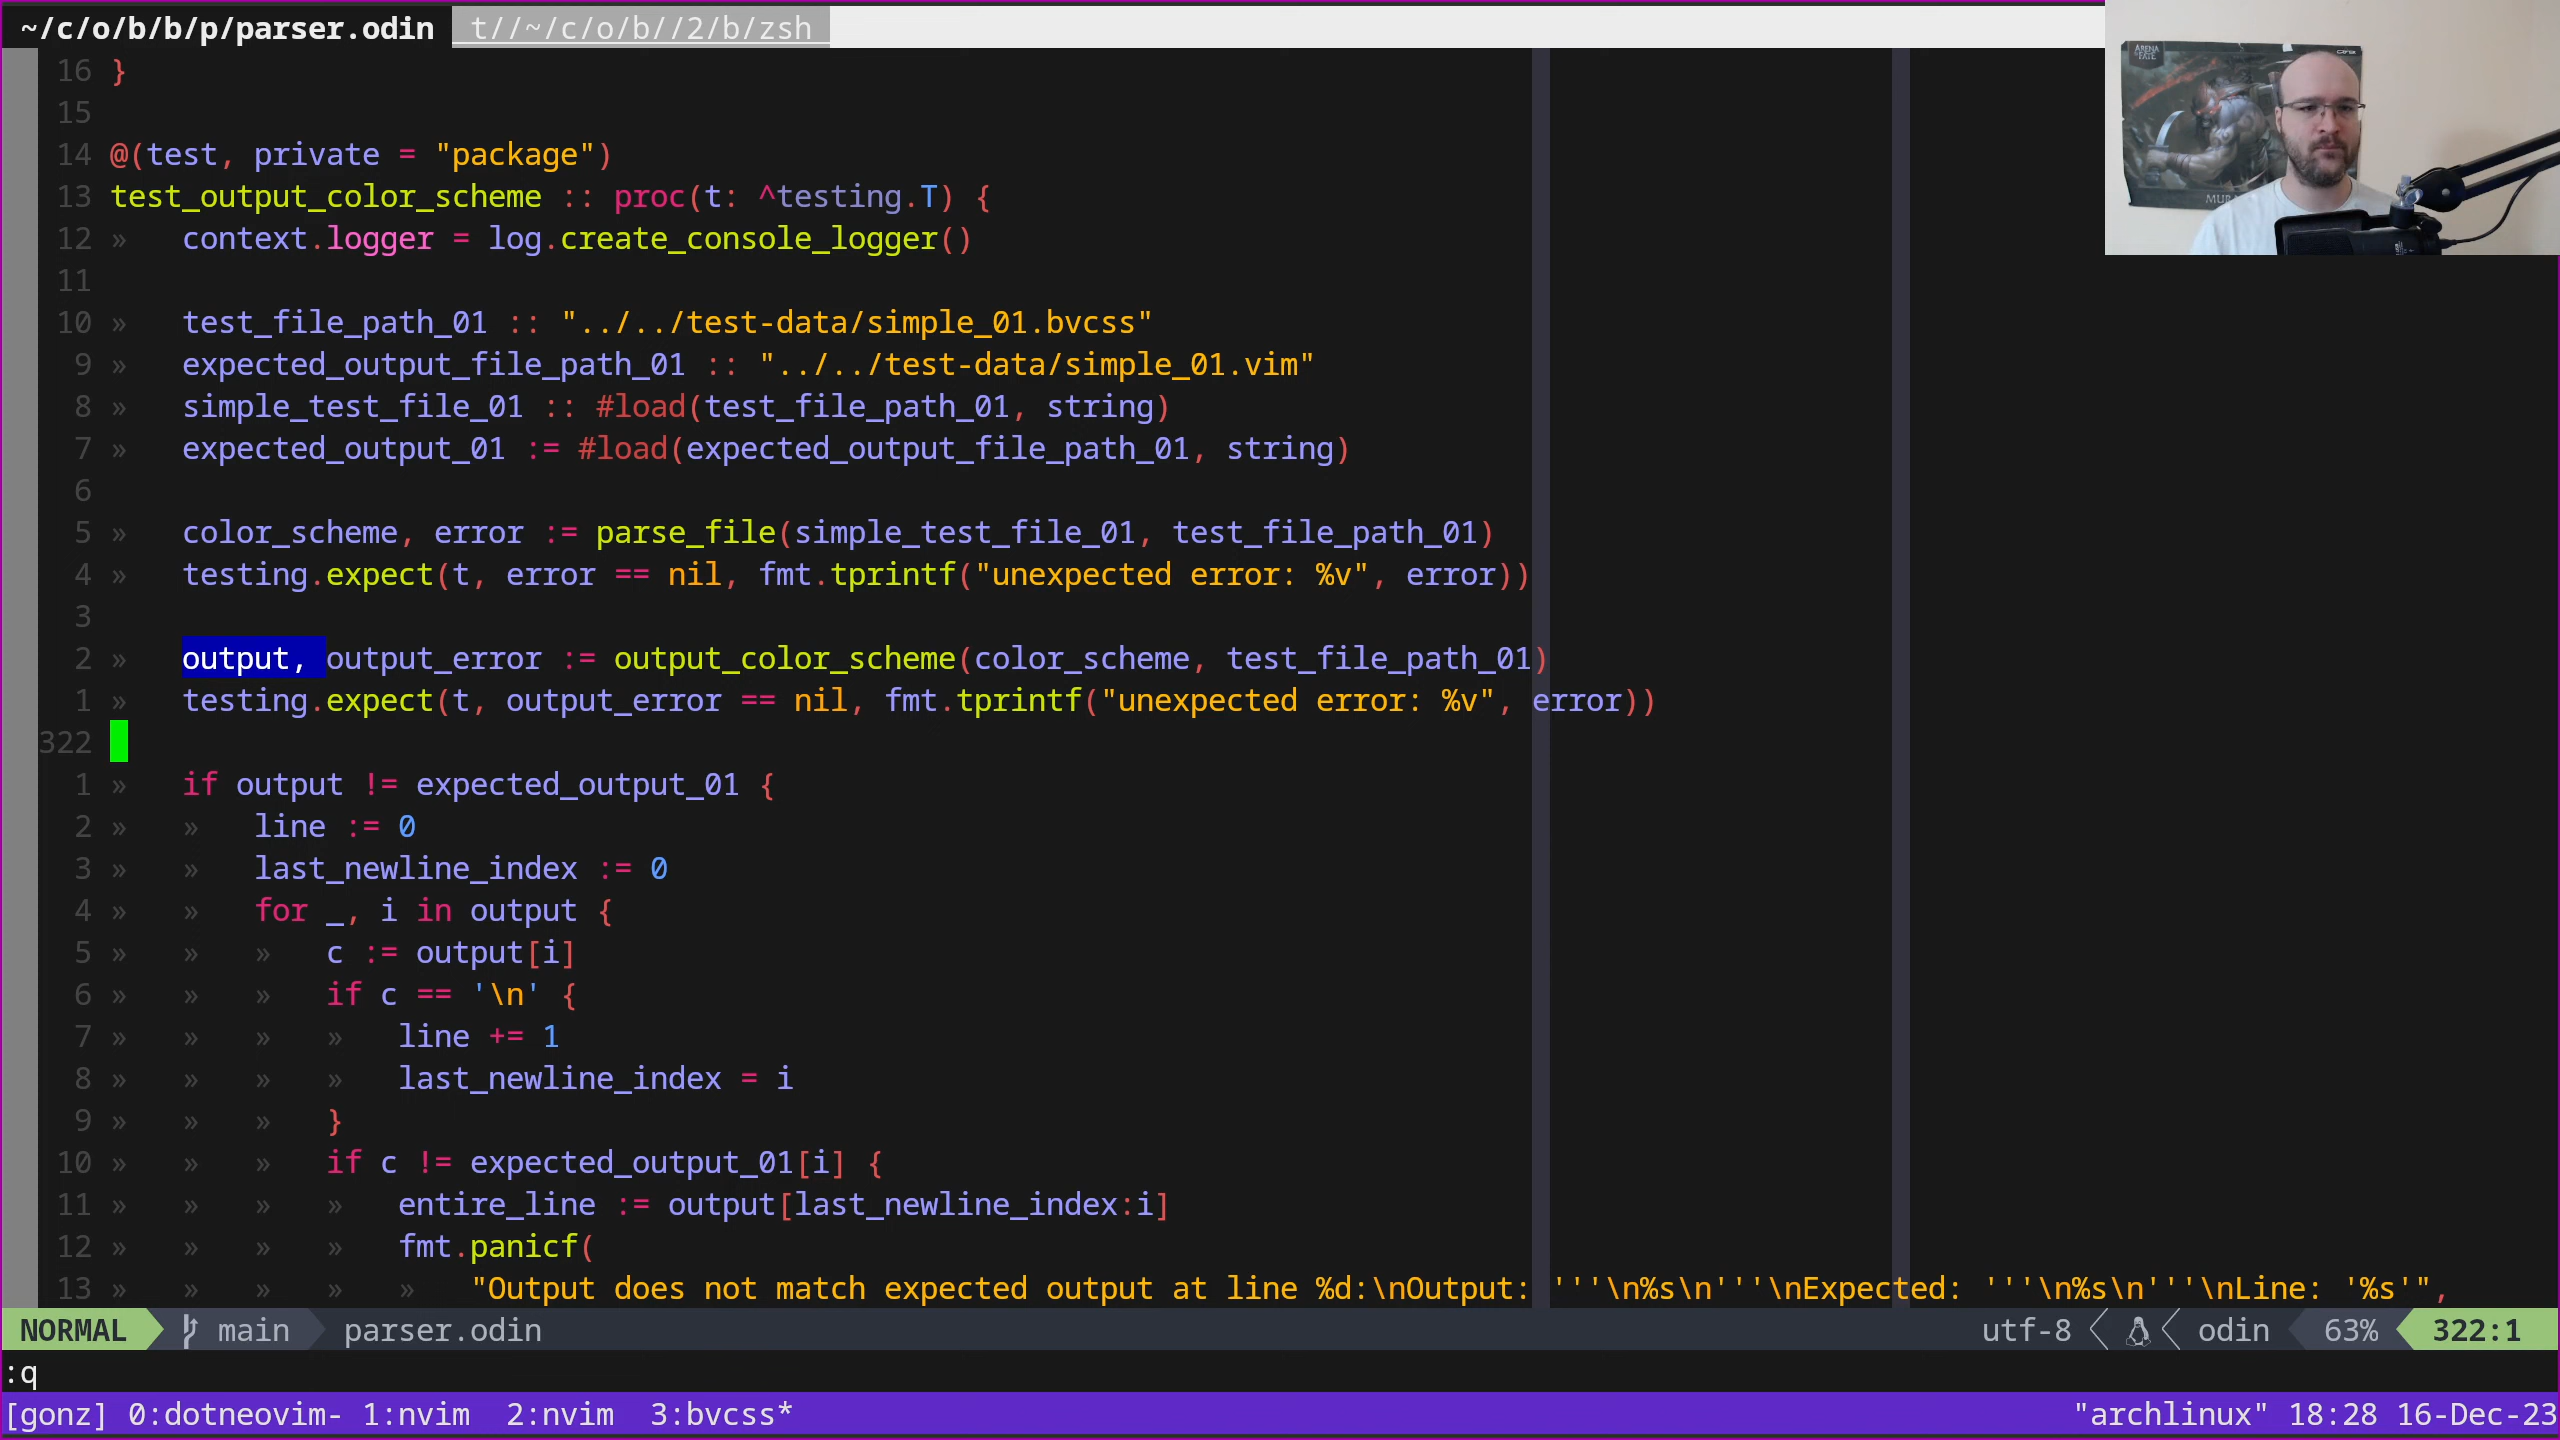 ~/c/o/b/b/p/parser.odin t//~/c/o/b//2/b/zsh
16 }
15
14 @(test, private = "package")
13 test_output_color_scheme :: proc(t: ^testing.T) {
12 » context.logger = log.create_console_logger()
11
10 » test_file_path_01 :: "../../test-data/simple_01.bvcss"
9 » expected_output_file_path_01 :: "../../test-data/simple_01.vim"
8 » simple_test_file_01 :: #load(test_file_path_01, string)
7 » expected_output_01 := #load(expected_output_file_path_01, string)
6
5 » color_scheme, error := parse_file(simple_test_file_01, test_file_path_01)
4 » testing.expect(t, error == nil, fmt.tprintf("unexpected error: %v", error))
3
2 » output, output_error := output_color_scheme(color_scheme, test_file_path_01)
1 » testing.expect(t, output_error == nil, fmt.tprintf("unexpected error: %v", error))
322
1 » if output != expected_output_01 {
2 » » line := 0
3 » » last_newline_index := 0
4 » » for _, i in output {
5 » » » c := output[i]
6 » » » if c == '\n' {
7 » » » » line += 1
8 » » » » last_newline_index = i
9 » » » }
10 » » » if c != expected_output_01[i] {
11 » » » » entire_line := output[last_newline_index:i]
12 » » » » fmt.panicf(
13 » » » » » "Output does not match expected output at line %d:\nOutput: '''\n%s\n'''\nExpected: '''\n%s\n'''\nLine: '%s'",
NORMAL main parser.odin utf-8 odin 63% 322:1
:q
[gonz] 0:dotneovim- 1:nvim 2:nvim 3:bvcss* "archlinux" 18:28 16-Dec-23